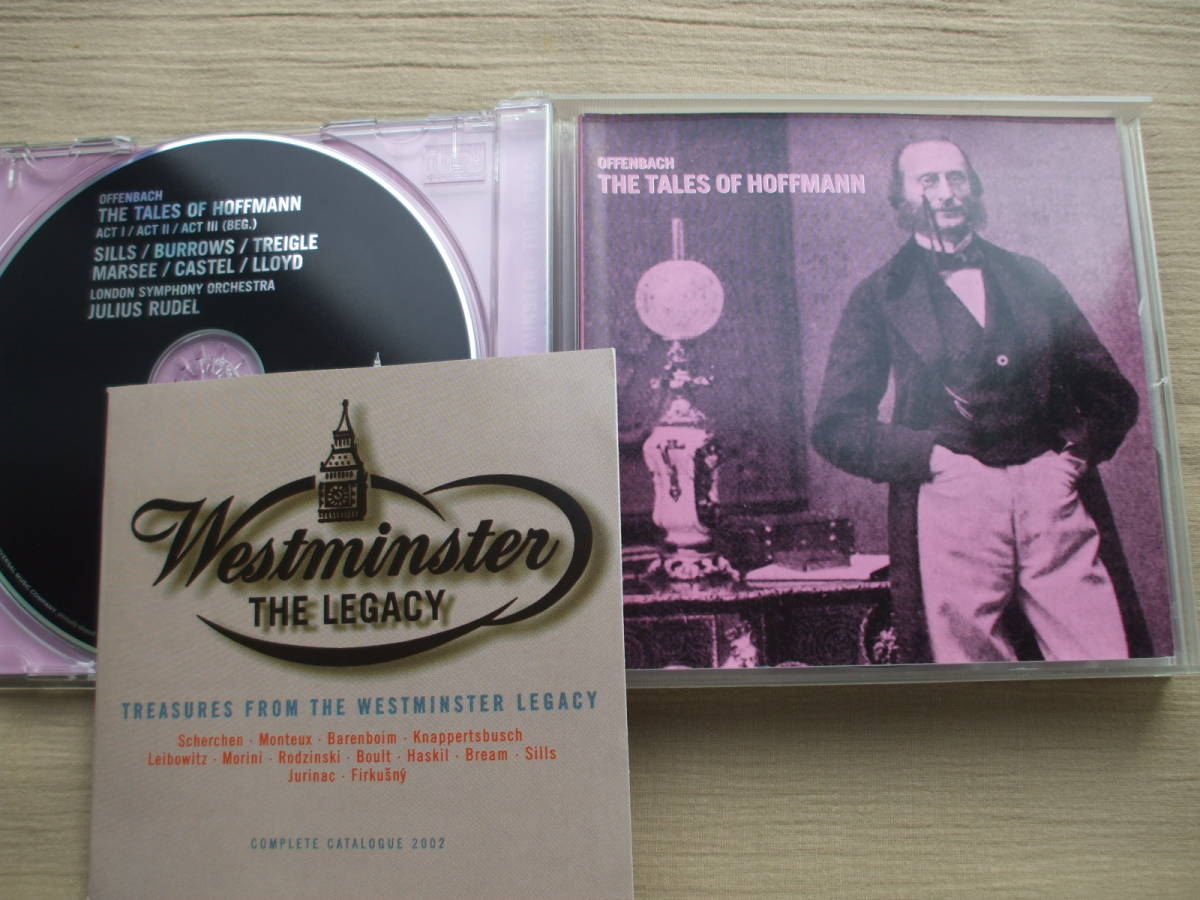 OFFENBACH
THE TALES OF HOFFMANN
ACT I / ACT II / ACT III (BEG.)
SILLS / BURROWS / TREIGLE
MARSEE / CASTEL / LLOYD
LONDON SYMPHONY ORCHESTRA
JULIUS RUDEL
OFFENBACH
THE TALES OF HOFFMANN
Westminster
THE LEGACY
TREASURES FROM THE WESTMINSTER LEGACY
Scherchen · Monteux · Barenboim · Knappertsbusch
Leibowitz · Morini · Rodzinski · Boult · Haskil · Bream · Sills
Jurinac · Firkušný
COMPLETE CATALOGUE 2002